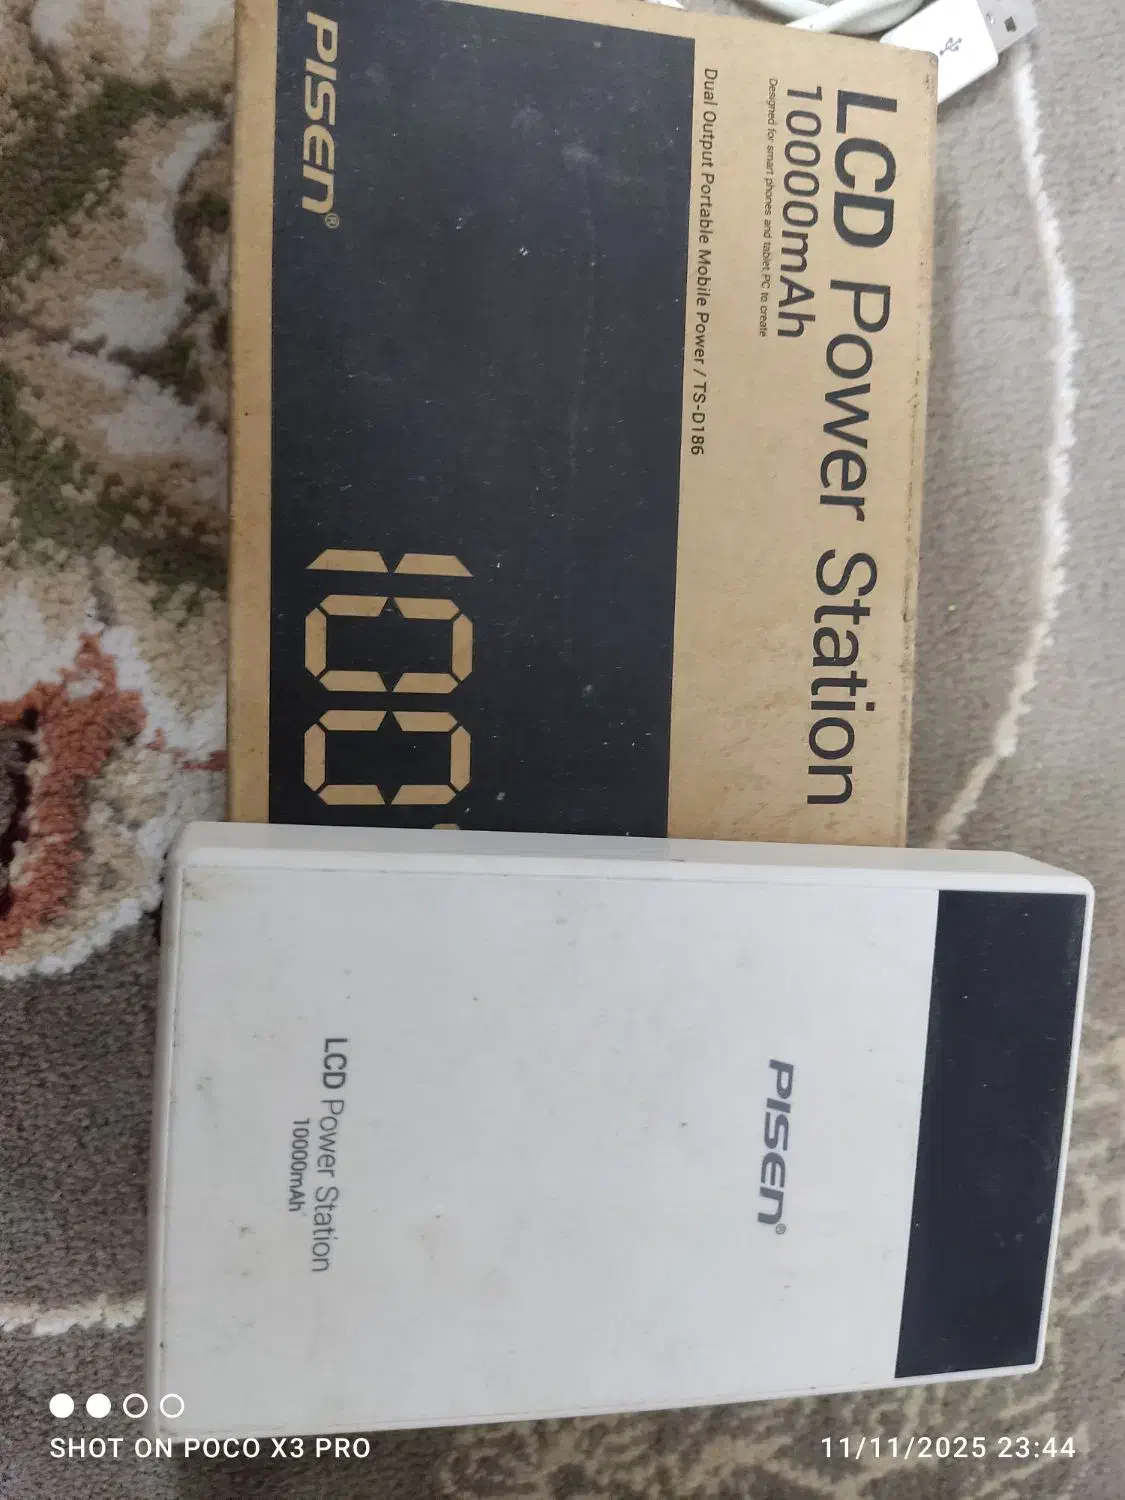 LCD Power Station
10000mAh
Designed for smart phones and tablet PC to create
Dual Output Portable Mobile Power / TS-D186
100
PISEN®
PISEN®
LCD Power Station
10000mAh
SHOT ON POCO X3 PRO
11/11/2025 23:44